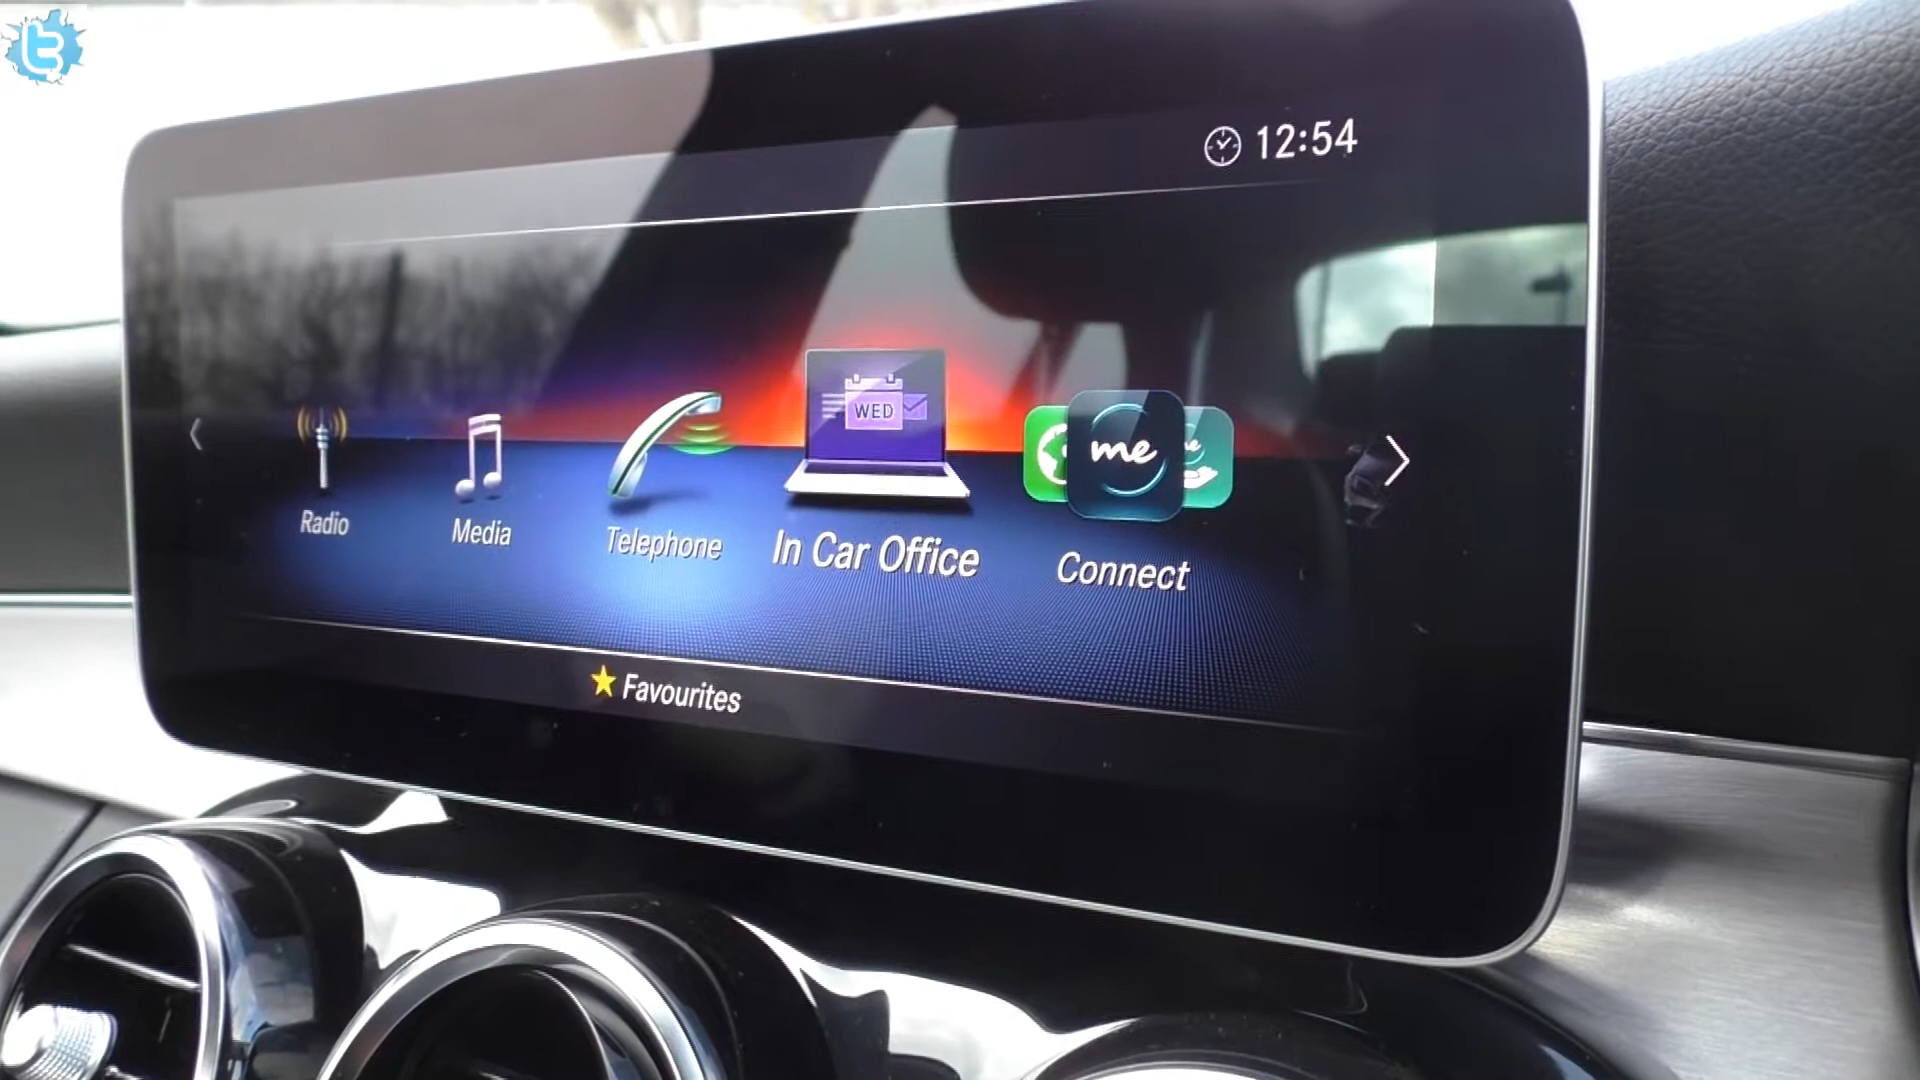 12:54
WED
me
Radio
Media
Telephone
In Car Office
Connect
Favourites